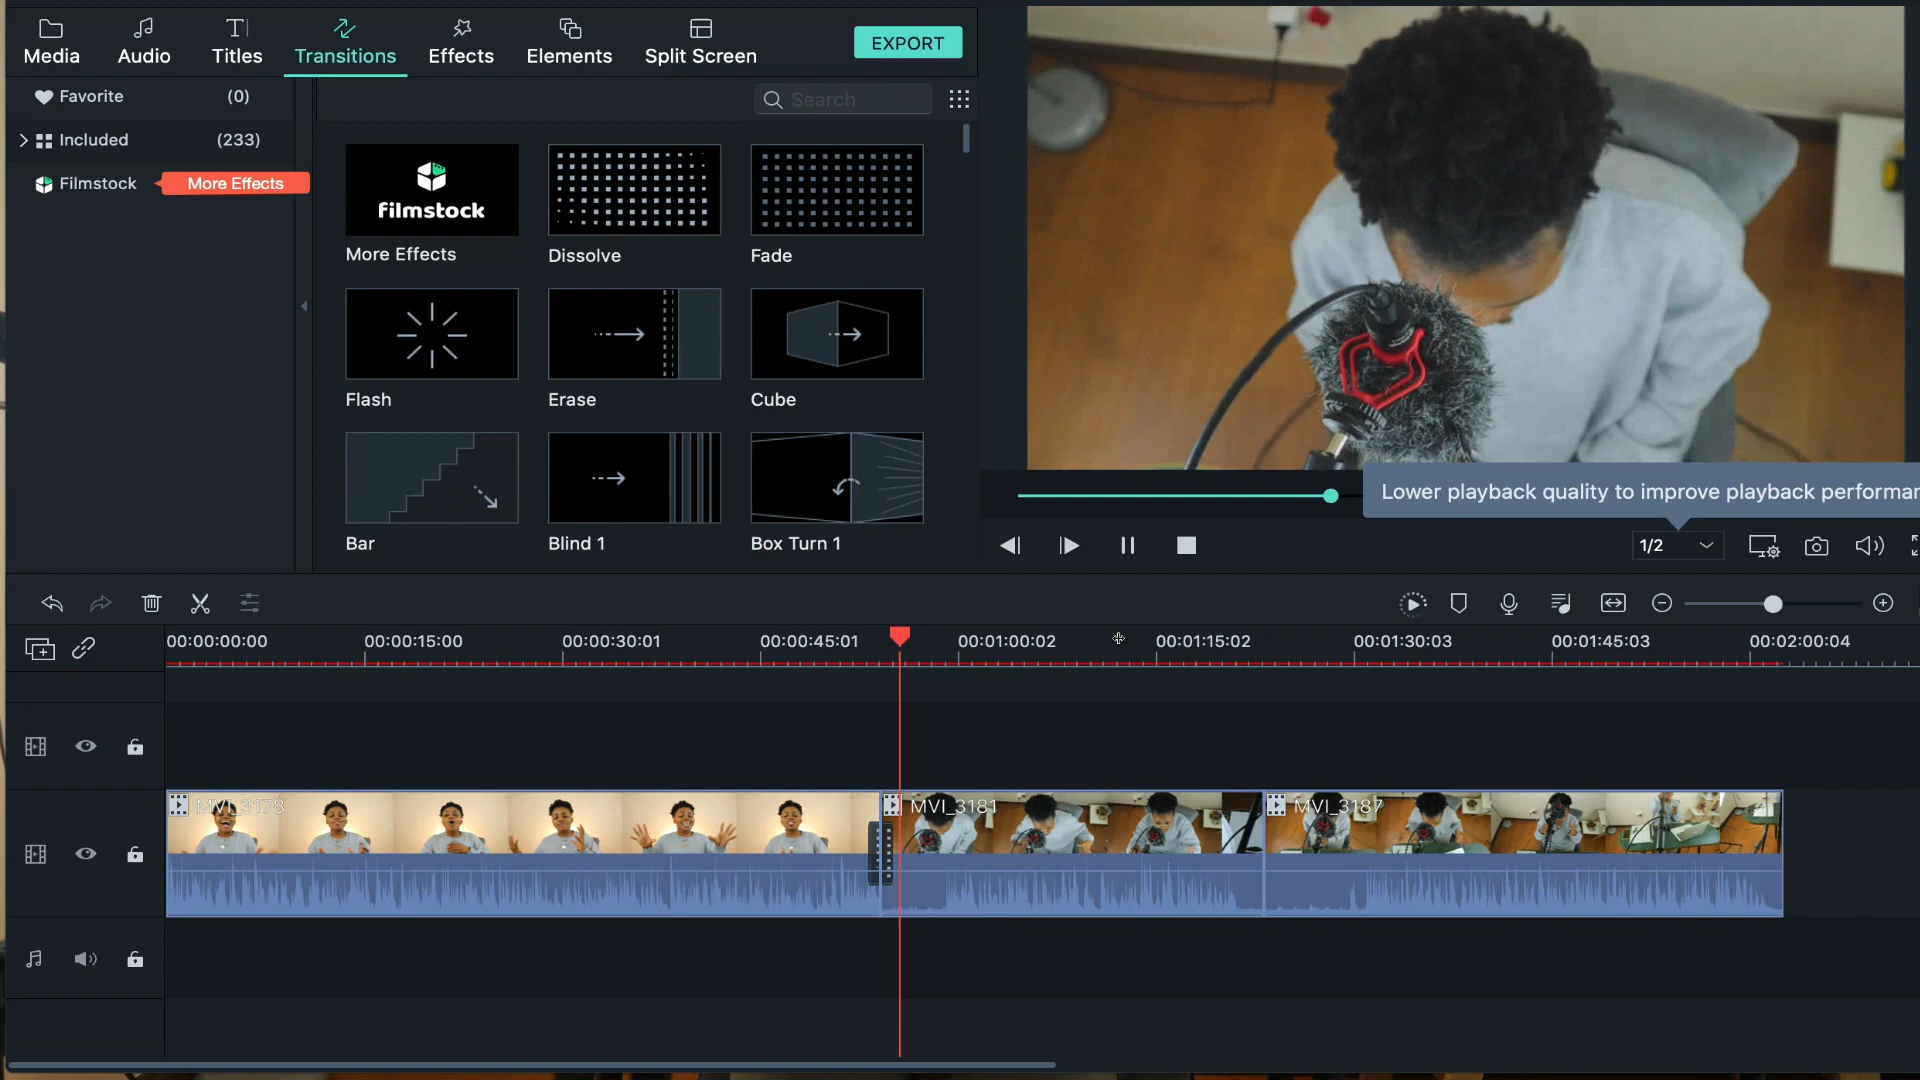 Media Audio Titles Transitions Effects Elements Split Screen EXPORT
Favorite (0)
Search
Included (233)
Filmstock More Effects
filmstock
More Effects Dissolve Fade
Flash Erase Cube
Bar Blind 1 Box Turn 1
Lower playback quality to improve playback performan
1/2
00:00:00:00 00:00:15:00 00:00:30:01 00:00:45:01 00:01:00:02 00:01:15:02 00:01:30:03 00:01:45:03 00:02:00:04
MVI_3178 MVI_3181 MVI_3187